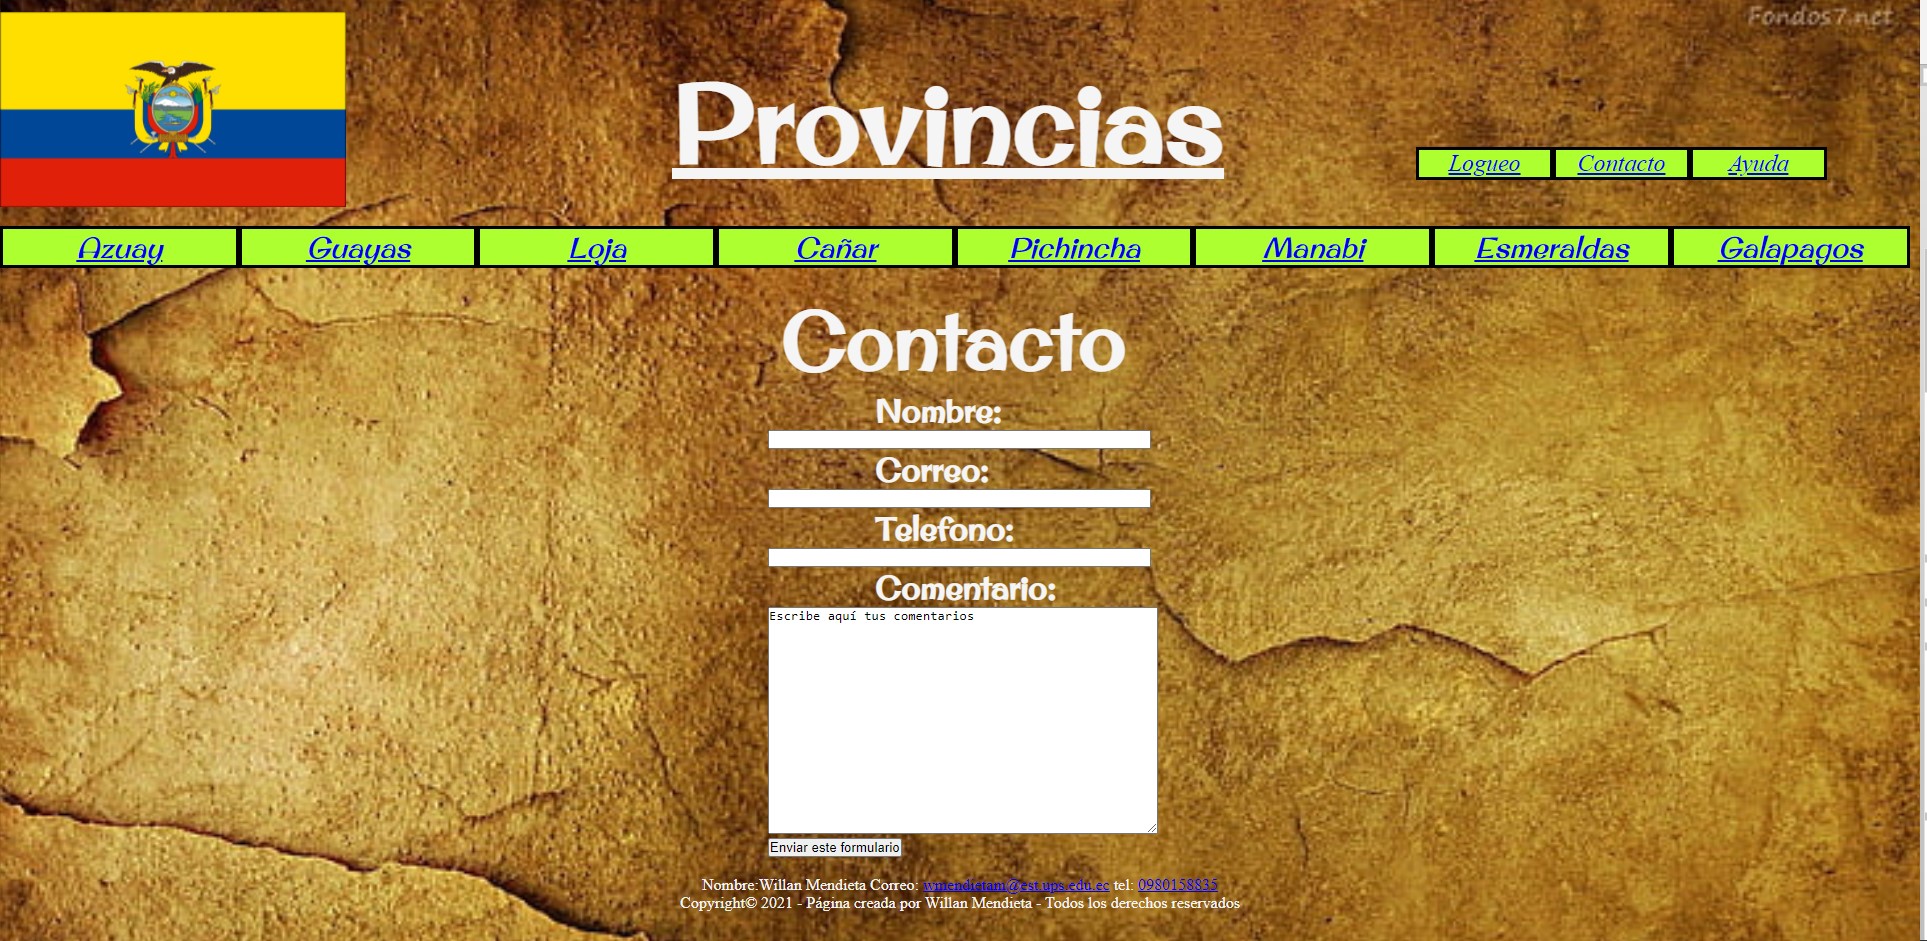 Fondos7.net
Provincias
Logueo Contacto Ayuda
Azuay Guayas Loja Cañar Pichincha Manabi Esmeraldas Galapagos
Contacto
Nombre:
Correo:
Telefono:
Comentario:
Escribe aquí tus comentarios
Enviar este formulario
Nombre:Willan Mendieta Correo: wmendietam@est.ups.edu.ec tel: 0980158835
Copyright© 2021 - Página creada por Willan Mendieta - Todos los derechos reservados